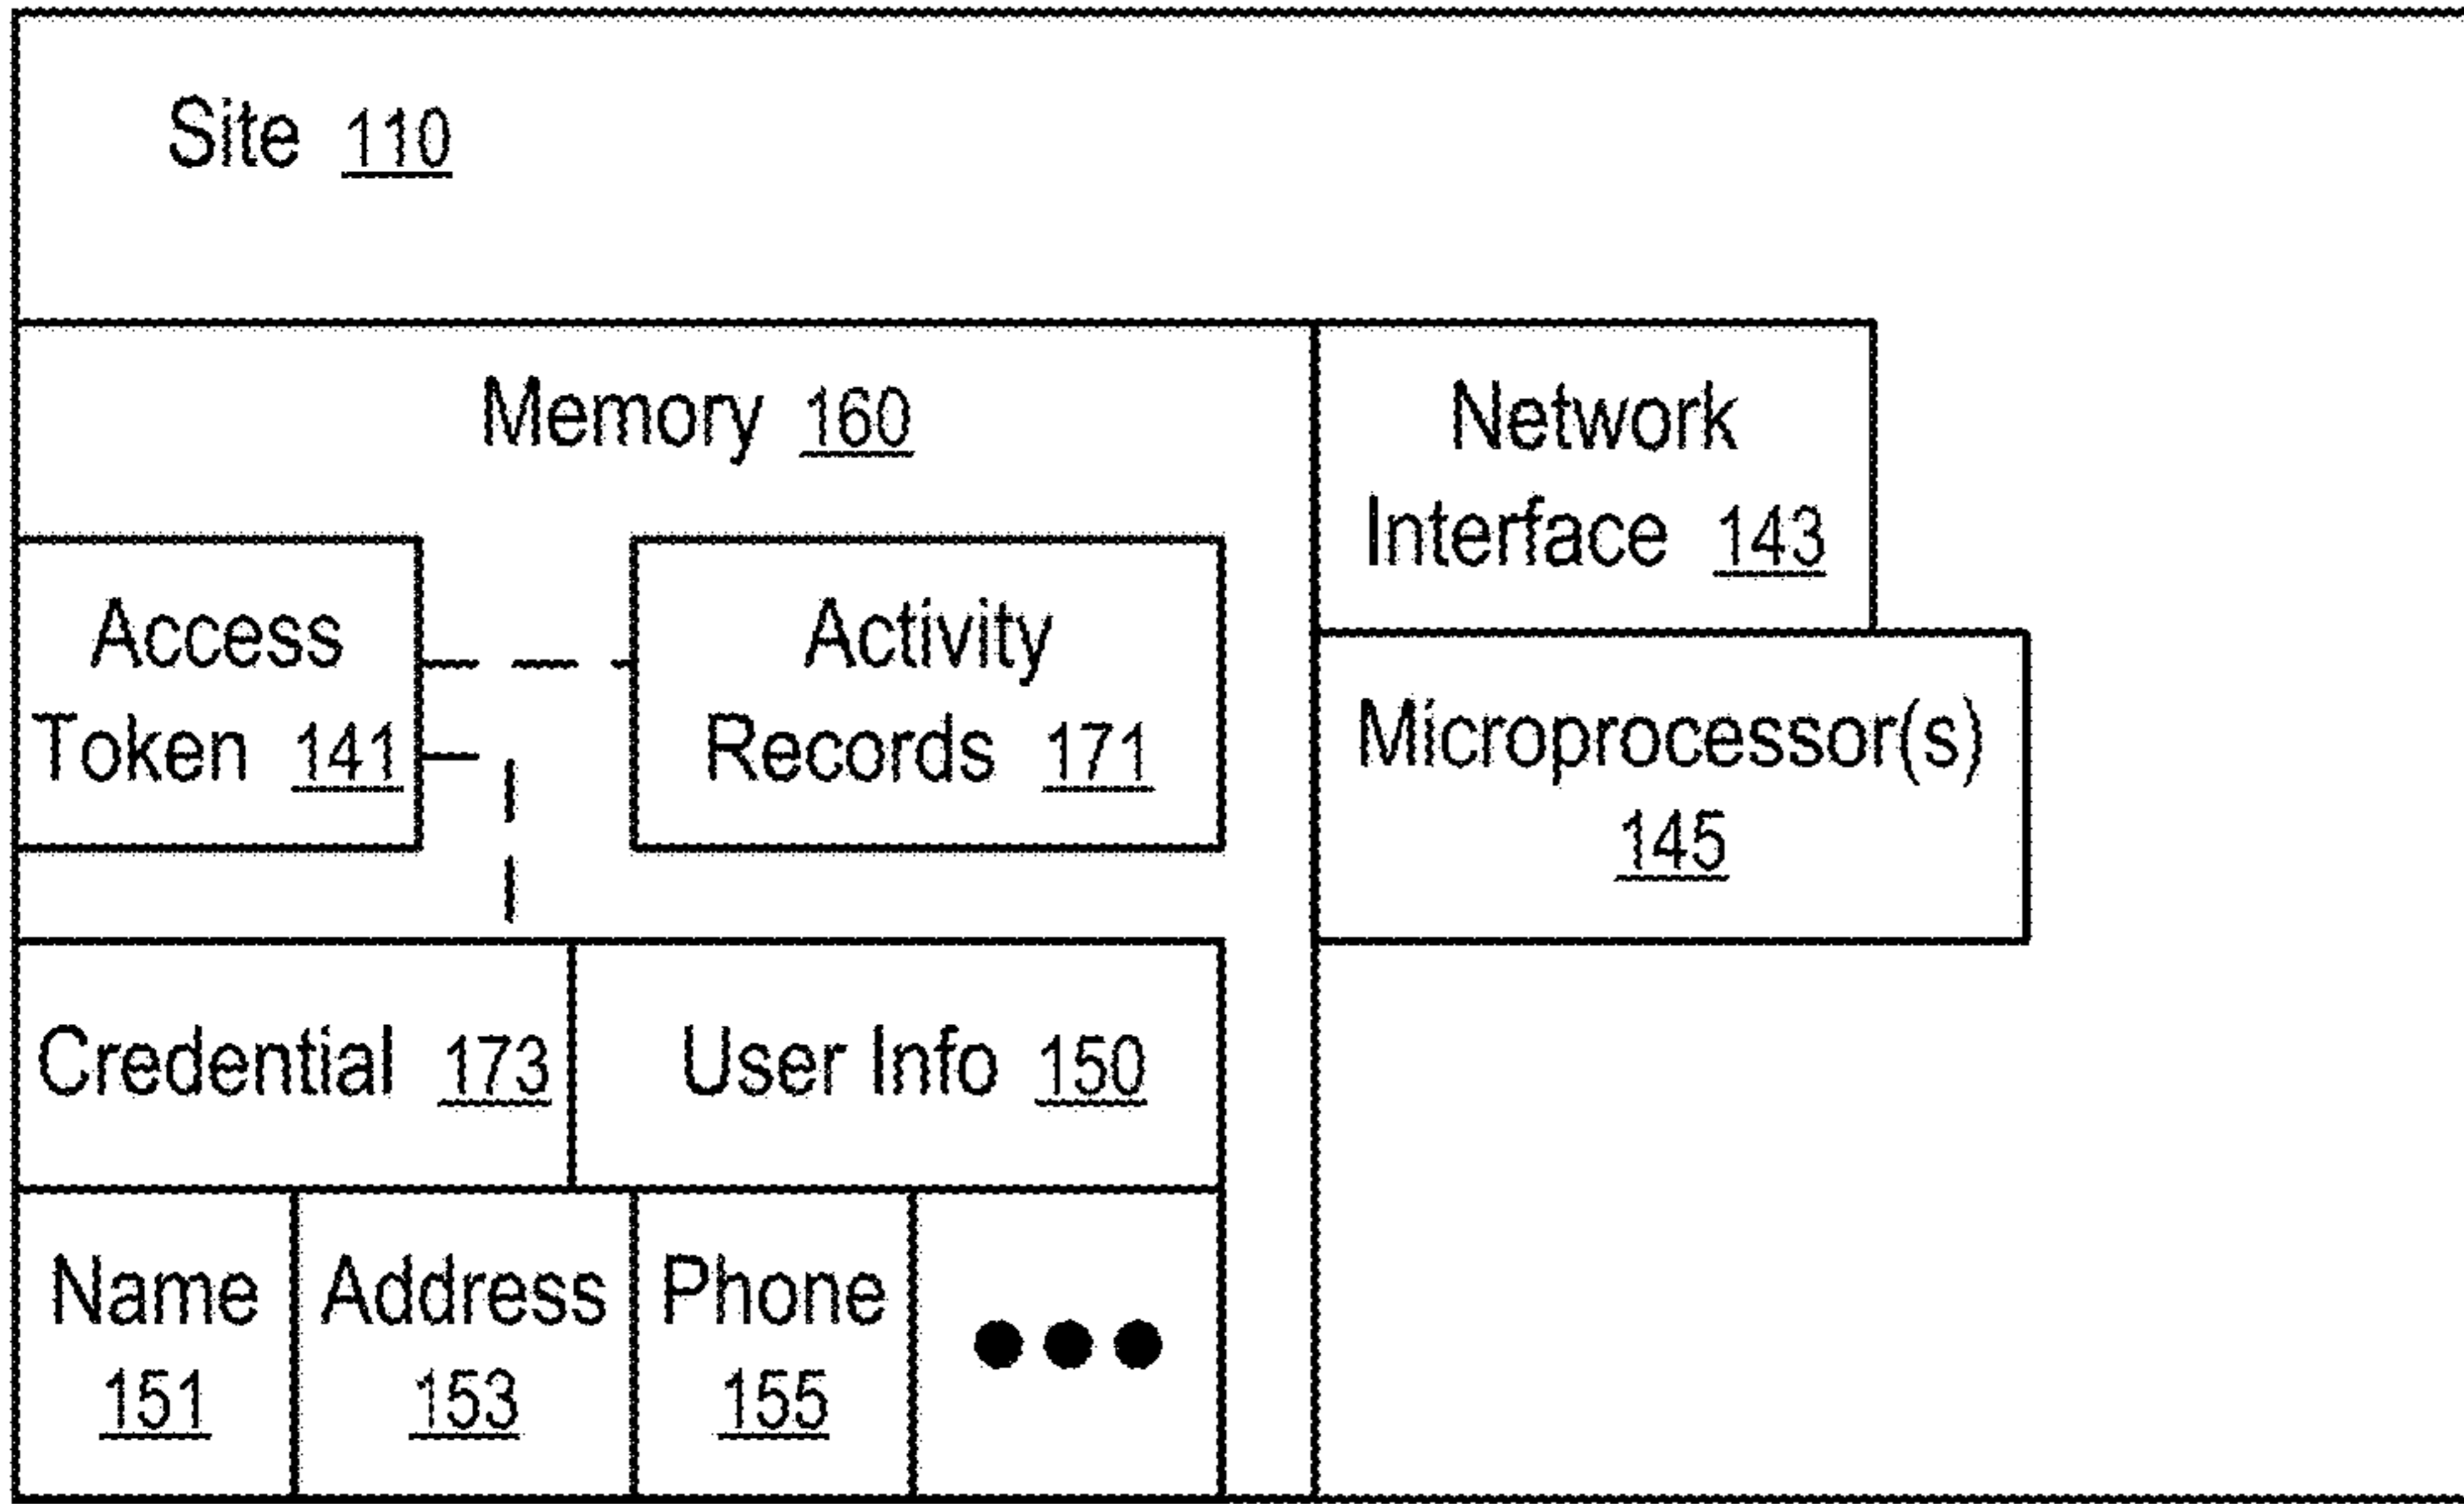 Site 110
Memory 160
Network
Interface 143
Access
Token 141
Activity
Records 171
Microprocessor(s)
145
Credential 173
User Info 150
Name
151
Address
153
Phone
155